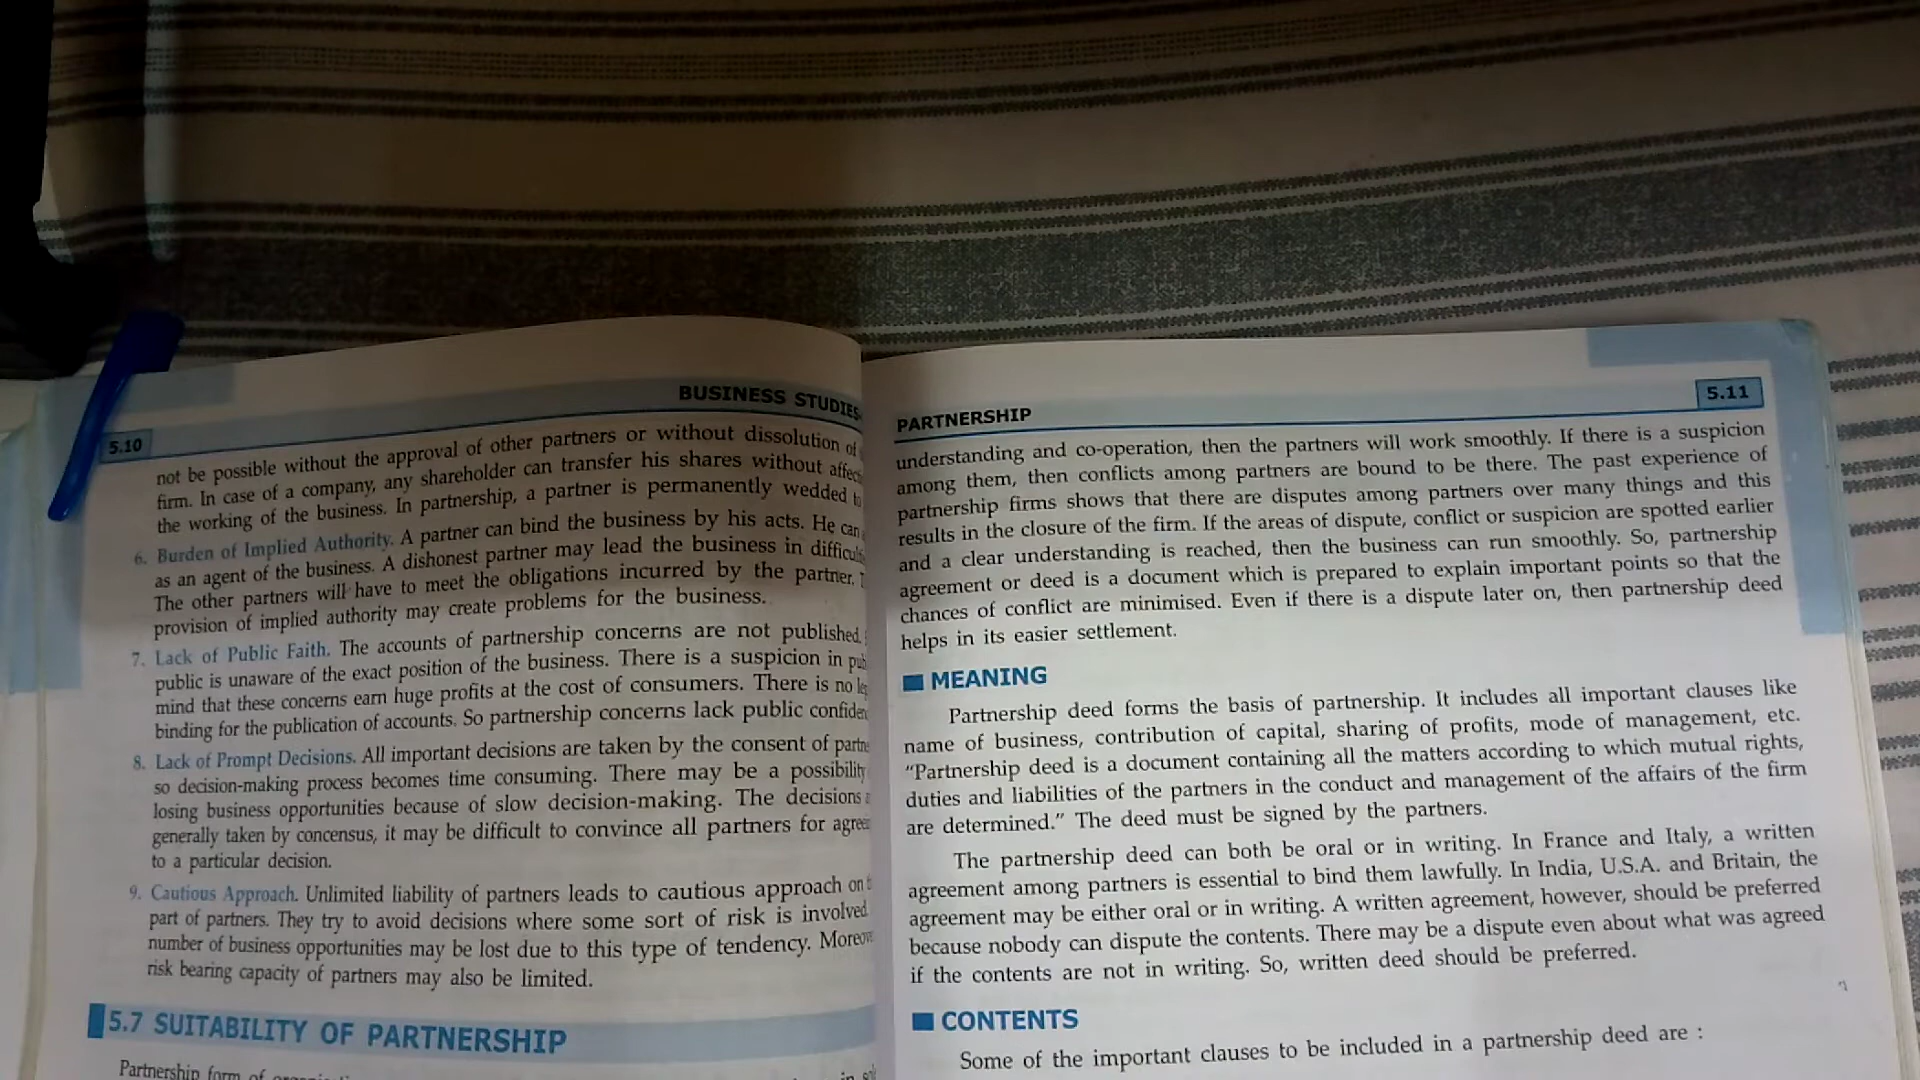 BUSINESS STUDIES
5.10
not be possible without the approval of other partners or without dissolution of
firm. In case of a company, any shareholder can transfer his shares without
the working of the business. In partnership, a partner is permanently wedded to
6. Burden of Implied Authority. A partner can bind the business by his acts. He can
as an agent of the business. A dishonest partner may lead the business in
The other partners will have to meet the obligations incurred by the partner.
provision of implied authority may create problems for the business.
7. Lack of Public Faith. The accounts of partnership concerns are not published.
public is unaware of the exact position of the business. There is a suspicion in
mind that these concerns earn huge profits at the cost of consumers. There is no
binding for the publication of accounts. So partnership concerns lack public
8. Lack of Prompt Decisions. All important decisions are taken by the consent of
so decision-making process becomes time consuming. There may be a possibility
losing business opportunities because of slow decision-making. The decisions
generally taken by concensus, it may be difficult to convince all partners for
to a particular decision.
9. Cautious Approach. Unlimited liability of partners leads to cautious approach on
part of partners. They try to avoid decisions where some sort of risk is involved.
number of business opportunities may be lost due to this type of tendency.
risk bearing capacity of partners may also be limited.
5.7 SUITABILITY OF PARTNERSHIP
Partnership form of
PARTNERSHIP
5.11
understanding and co-operation, then the partners will work smoothly. If there is a suspicion
among them, then conflicts among partners are bound to be there. The past experience of
partnership firms shows that there are disputes among partners over many things and this
results in the closure of the firm. If the areas of dispute, conflict or suspicion are spotted earlier
and a clear understanding is reached, then the business can run smoothly. So, partnership
agreement or deed is a document which is prepared to explain important points so that the
chances of conflict are minimised. Even if there is a dispute later on, then partnership deed
helps in its easier settlement.
MEANING
Partnership deed forms the basis of partnership. It includes all important clauses like
name of business, contribution of capital, sharing of profits, mode of management, etc.
“Partnership deed is a document containing all the matters according to which mutual rights,
duties and liabilities of the partners in the conduct and management of the affairs of the firm
are determined.” The deed must be signed by the partners.
The partnership deed can both be oral or in writing. In France and Italy, a written
agreement among partners is essential to bind them lawfully. In India, U.S.A. and Britain, the
agreement may be either oral or in writing. A written agreement, however, should be preferred
because nobody can dispute the contents. There may be a dispute even about what was agreed
if the contents are not in writing. So, written deed should be preferred.
CONTENTS
Some of the important clauses to be included in a partnership deed are :